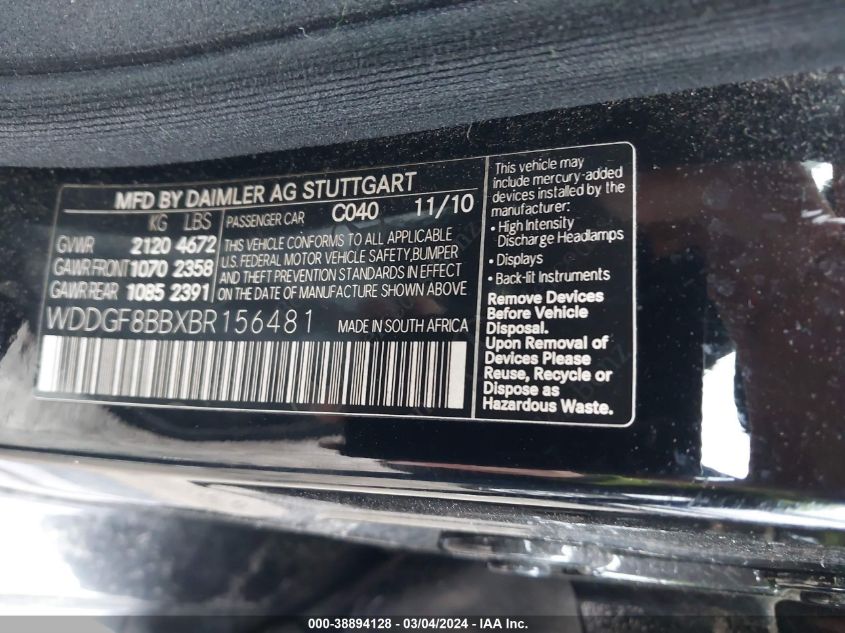 MFD BY DAIMLER AG STUTTGART
KG LBS
GVWR 2120 4672
GAWR FRONT 1070 2358
GAWR REAR 1085 2391
PASSENGER CAR C040 11/10
THIS VEHICLE CONFORMS TO ALL APPLICABLE
U.S. FEDERAL MOTOR VEHICLE SAFETY,BUMPER
AND THEFT PREVENTION STANDARDS IN EFFECT
ON THE DATE OF MANUFACTURE SHOWN ABOVE
WDDGF8BBXBR156481 MADE IN SOUTH AFRICA
This vehicle may
include mercury-added
devices installed by the
manufacturer:
• High Intensity
Discharge Headlamps
• Displays
• Back-lit Instruments
Remove Devices
Before Vehicle
Disposal.
Upon Removal of
Devices Please
Reuse, Recycle or
Dispose as
Hazardous Waste.
000-38894128 - 03/04/2024 - IAA Inc.